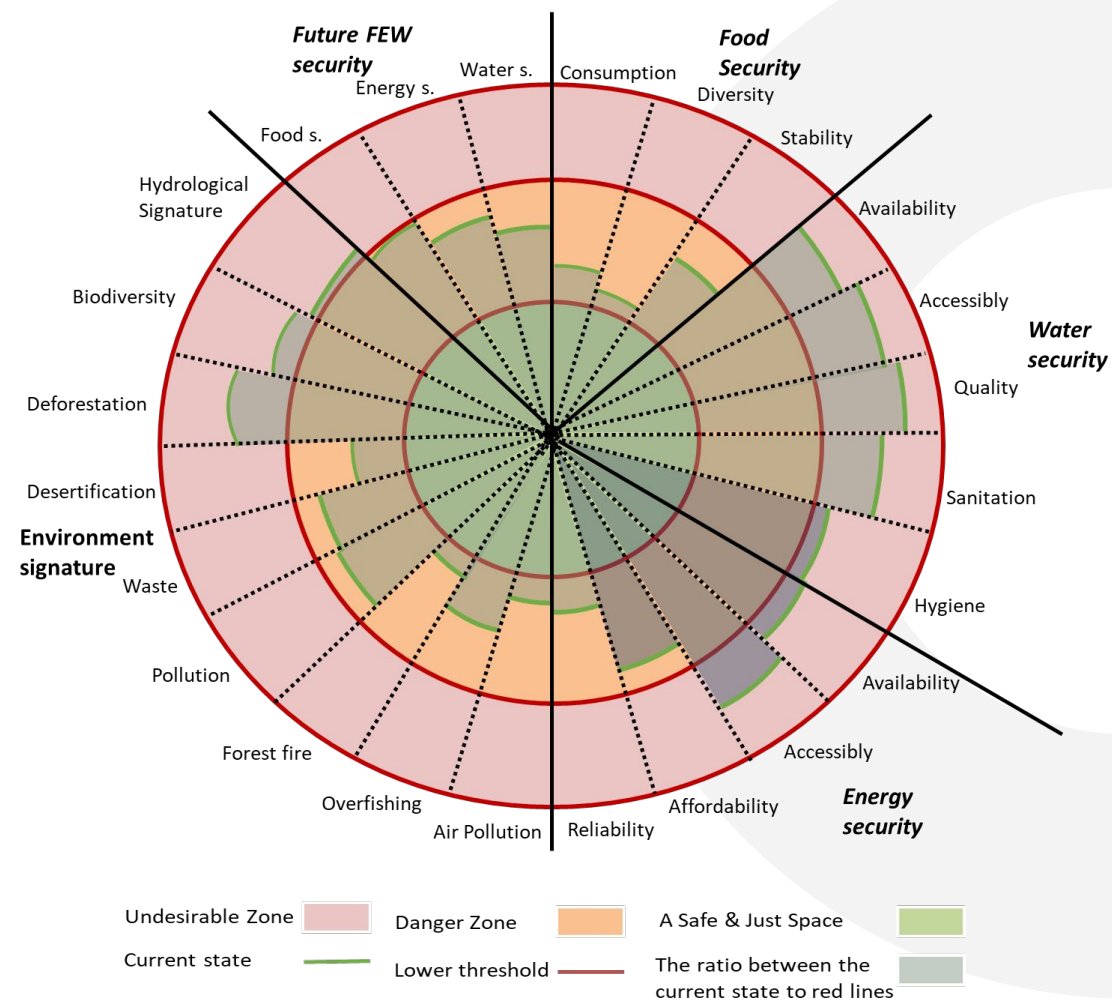 Future FEW
security
Food
Security
Water s.
Consumption
Energy s.
Diversity
Food s.
Stability
Hydrological
Signature
Availability
Biodiversity
Accessibly
Water
security
Deforestation
Quality
Desertification
Sanitation
Environment
signature
Waste
Hygiene
Pollution
Availability
Forest fire
Accessibly
Overfishing
Affordability
Energy
security
Air Pollution
Reliability
Undesirable Zone
Danger Zone
A Safe & Just Space
Current state
Lower threshold
The ratio between the
current state to red lines